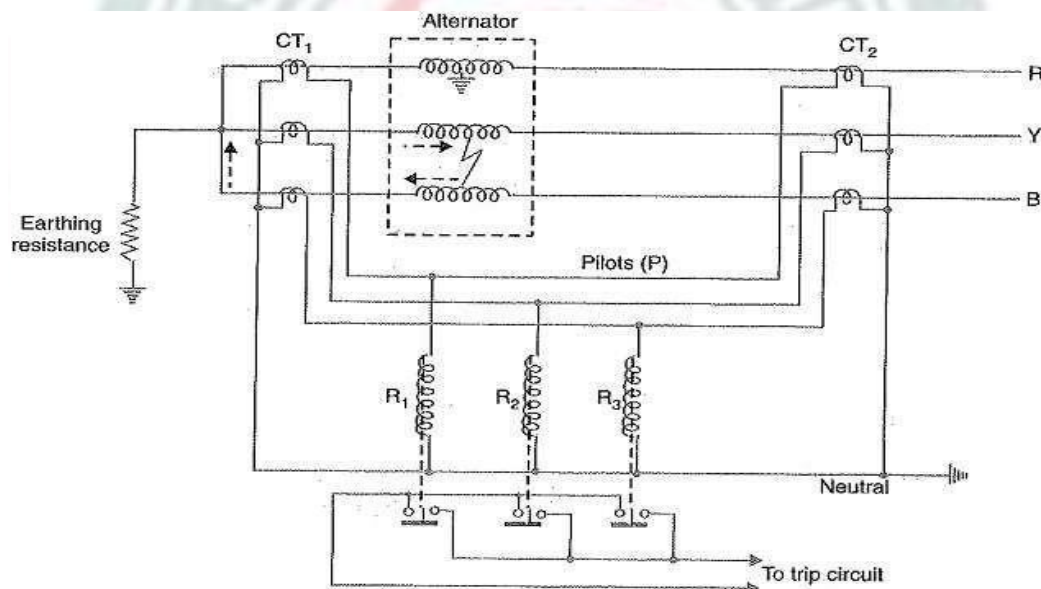 Alternator
CT1
CT2
R
Y
B
Earthing
resistance
Pilots (P)
R1
R2
R3
Neutral
To trip circuit